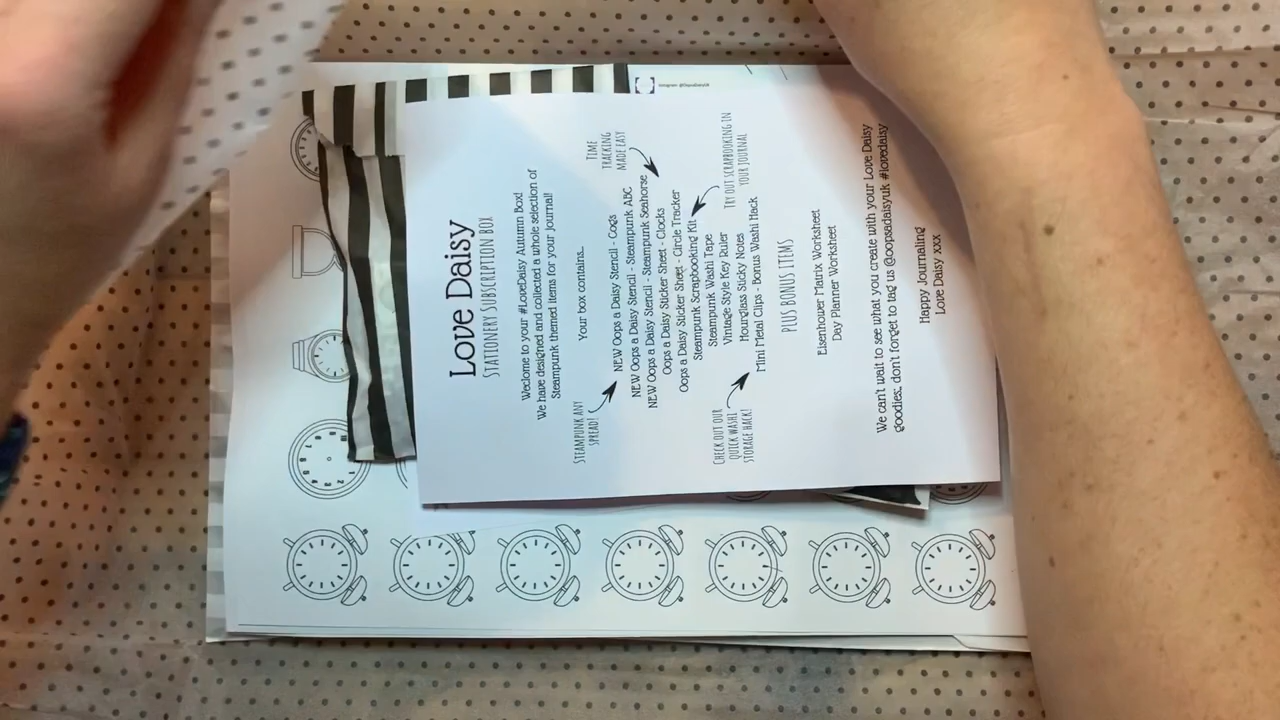 Love Daisy
STATIONERY SUBSCRIPTION BOX
Welcome to your #LoveDaisy Autumn Box!
We have designed and collected a whole selection of
Steampunk themed items for your journal!
Your box contains...
STEAMPUNK ANY
SPREAD!
TIME
TRACKING
MADE EASY
NEW Oops a Daisy Stencil - Cogs
NEW Oops a Daisy Stencil - Steampunk ABC
NEW Oops a Daisy Stencil - Steampunk Seahorse
Oops a Daisy Sticker Sheet - Clocks
Oops a Daisy Sticker Sheet - Circle Tracker
Steampunk Scrapbooking Kit
Steampunk Washi Tape
Vintage Style Key Ruler
Hourglass Sticky Notes
Mini Metal Clips - Bonus Washi Hack
TRY OUT SCRAPBOOKING IN
YOUR JOURNAL
CHECK OUT OUR
QUICK WASHI
STORAGE HACK!
PLUS BONUS ITEMS
Eisenhower Matrix Worksheet
Day Planner Worksheet
We can't wait to see what you create with your Love Daisy
goodies, don't forget to tag us @oopsadaisyuk #lovedaisy
Happy Journaling
Love Daisy xxx